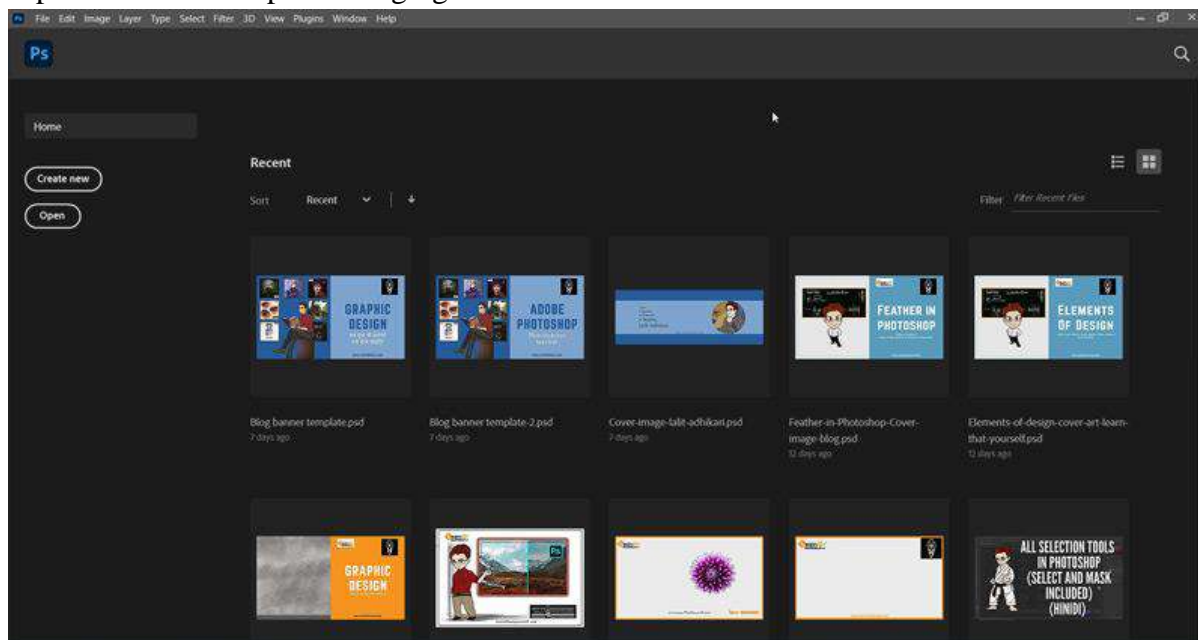 File Edit Image Layer Type Select Filter 3D View Plugins Window Help
Ps
Home
Create new
Open
Recent
Sort Recent
Filter Filter Recent Files
GRAPHIC
DESIGN
ADOBE
PHOTOSHOP
FEATHER IN
PHOTOSHOP
ELEMENTS
OF DESIGN
Blog banner template.psd
7 days ago
Blog banner template-2.psd
7 days ago
Cover-image-lalit-adhikari.psd
7 days ago
Feather-in-Photoshop-Cover-
image-blog.psd
12 days ago
Elements-of-design-cover-art-learn-
that-yourself.psd
12 days ago
GRAPHIC
DESIGN
Ps
ALL SELECTION TOOLS
IN PHOTOSHOP
(SELECT AND MASK
INCLUDED)
(HINIDI)